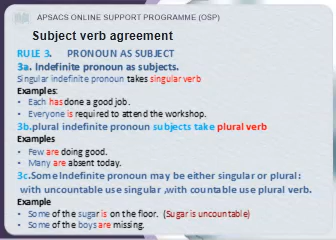 APSACS ONLINE SUPPORT PROGRAMME (OSP)
Subject verb agreement
RULE 3. PRONOUN AS SUBJECT
3a. Indefinite pronoun as subjects.
Singular indefinite pronoun takes singular verb
Examples:
• Each has done a good job.
• Everyone is required to attend the workshop.
3b.plural indefinite pronoun subjects take plural verb
Examples
• Few are doing good.
• Many are absent today.
3c.Some Indefinite pronoun may be either singular or plural:
with uncountable use singular ,with countable use plural verb.
Example
• Some of the sugar is on the floor. (Sugar is uncountable)
• Some of the boys are missing.